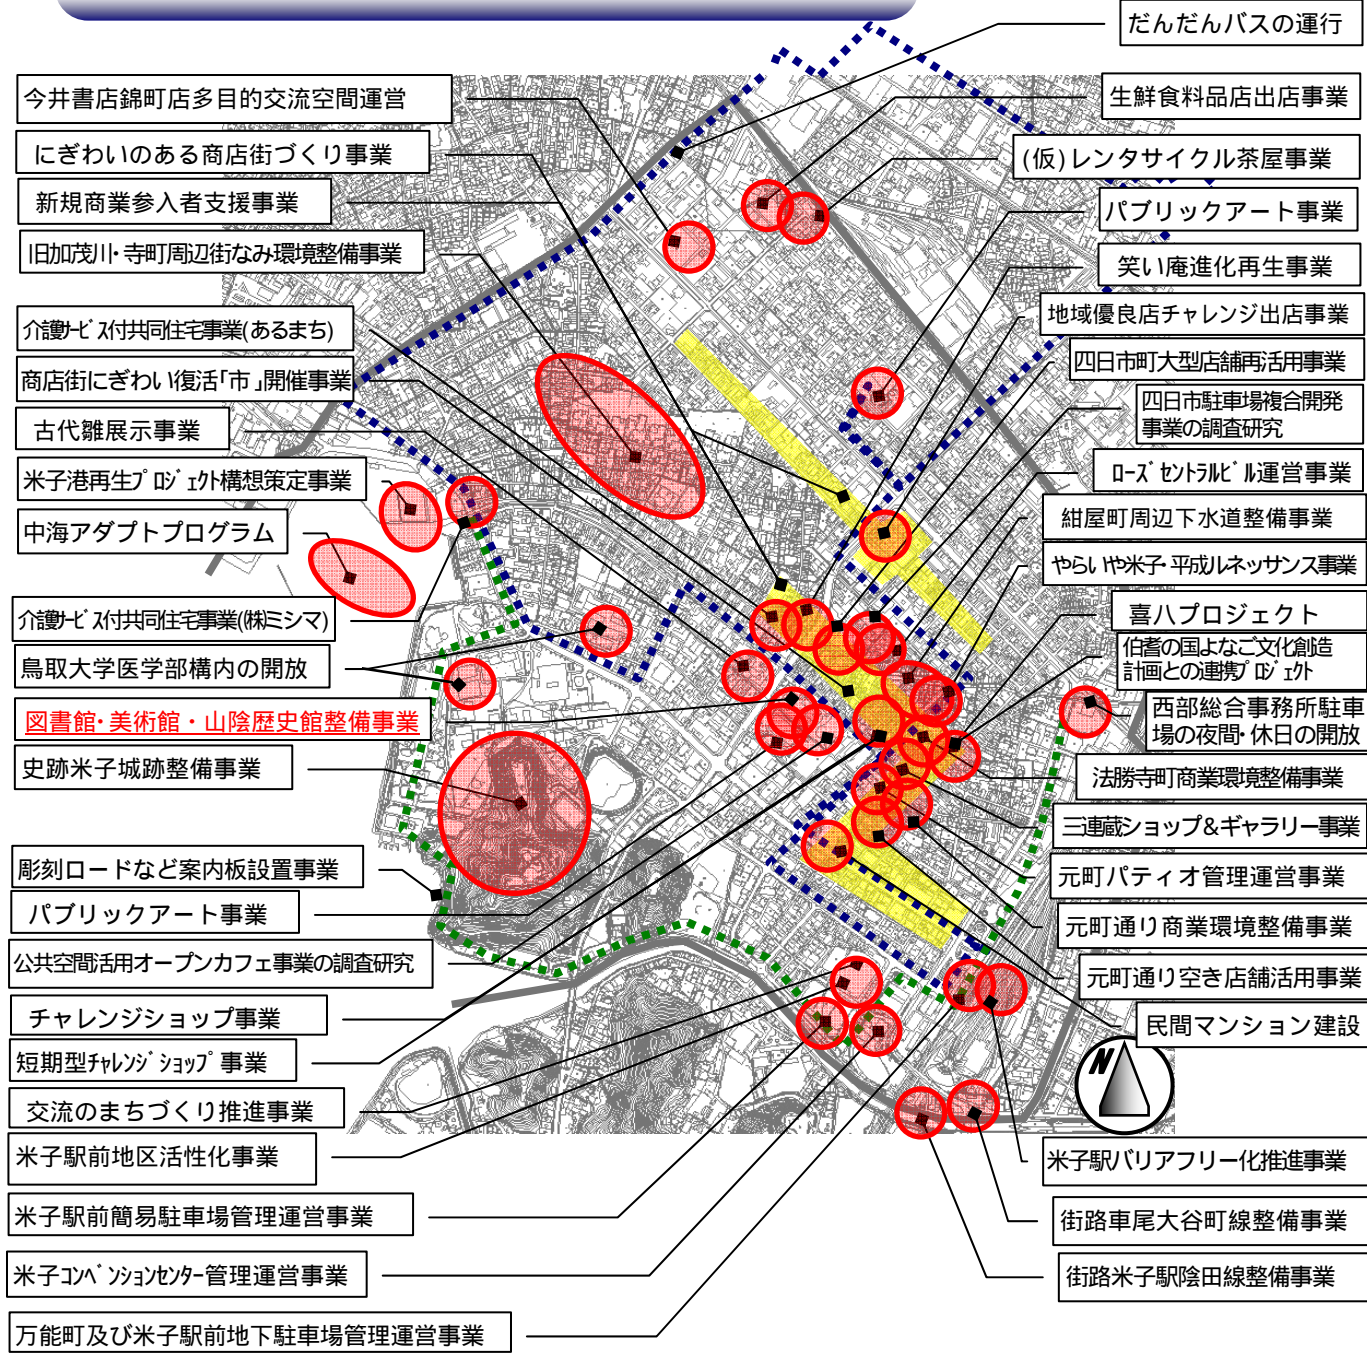 だんだんバスの運行
今井書店錦町店多目的交流空間運営
にぎわいのある商店街づくり事業
新規商業参入者支援事業
旧加茂川・寺町周辺街なみ環境整備事業
介護サービス付共同住宅事業(あるまち)
商店街にぎわい復活「市」開催事業
古代雛展示事業
米子港再生プロジェクト構想策定事業
中海アダプトプログラム
介護サービス付共同住宅事業(㈱ミシマ)
鳥取大学医学部構内の開放
図書館・美術館・山陰歴史館整備事業
史跡米子城跡整備事業
彫刻ロードなど案内板設置事業
パブリックアート事業
公共空間活用オープンカフェ事業の調査研究
チャレンジショップ事業
短期型チャレンジショップ事業
交流のまちづくり推進事業
米子駅前地区活性化事業
米子駅前簡易駐車場管理運営事業
米子コンベンションセンター管理運営事業
万能町及び米子駅前地下駐車場管理運営事業
生鮮食料品店出店事業
(仮)レンタサイクル茶屋事業
パブリックアート事業
笑い庵進化再生事業
地域優良店チャレンジ出店事業
四日市町大型店舗再活用事業
四日市駐車場複合開発
事業の調査研究
ローズセントラルビル運営事業
紺屋町周辺下水道整備事業
やらいや米子平成ルネッサンス事業
喜八プロジェクト
伯耆の国よなご文化創造
計画との連携プロジェクト
西部総合事務所駐車
場の夜間・休日の開放
法勝寺町商業環境整備事業
三連蔵ショップ&ギャラリー事業
元町パティオ管理運営事業
元町通り商業環境整備事業
元町通り空き店舗活用事業
民間マンション建設
N
米子駅バリアフリー化推進事業
街路車尾大谷町線整備事業
街路米子駅陰田線整備事業